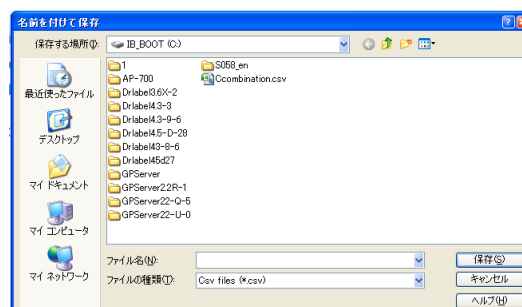 名前を付けて保存
保存する場所(I):
IB_BOOT (C:)
最近使ったファイル
デスクトップ
マイ ドキュメント
マイ コンピュータ
マイ ネットワーク
1
AP-700
Drlabel3.6X-2
Drlabel4.3-3
Drlabel4.3-9-6
Drlabel4.5-D-28
Drlabel43-8-6
Drlabel45d27
GPServer
GPServer2.2R-1
GPServer22-Q-5
GPServer22-U-0
S058_en
Ccombination.csv
ファイル名(N):
保存(S)
ファイルの種類(T):
Csv files (*.csv)
キャンセル
ヘルプ(H)